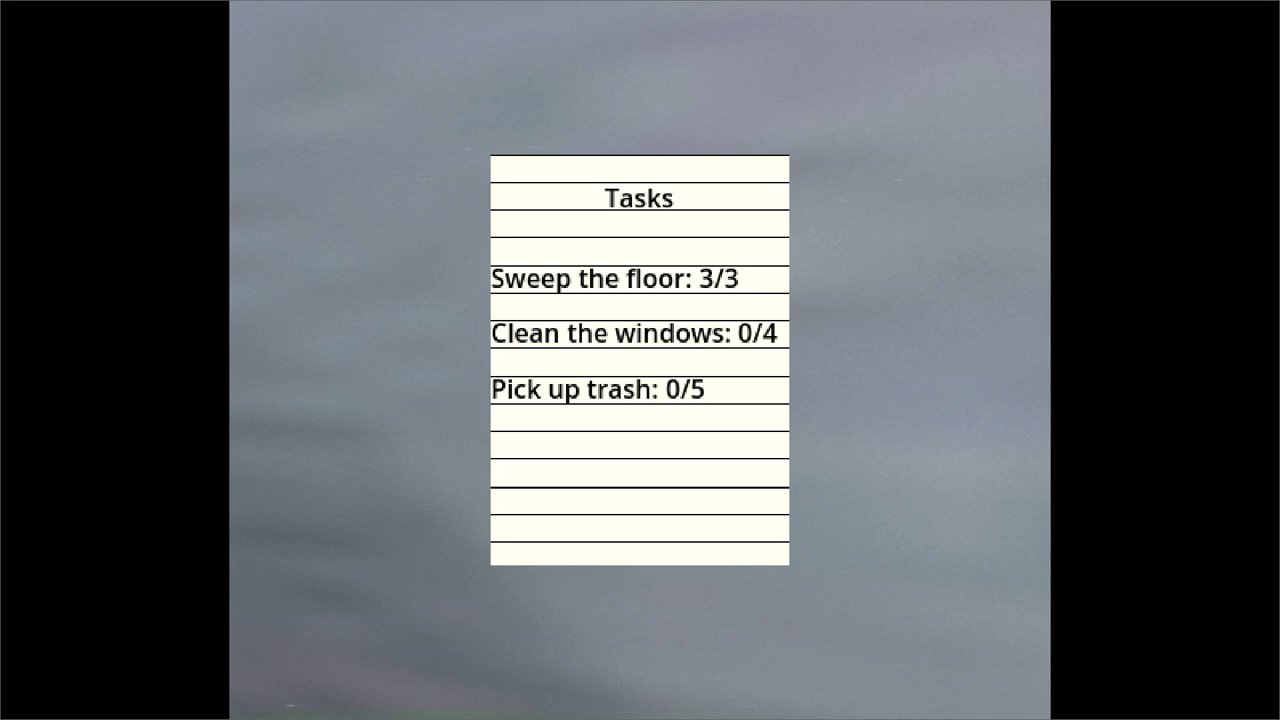 Tasks
Sweep the floor: 3/3
Clean the windows: 0/4
Pick up trash: 0/5